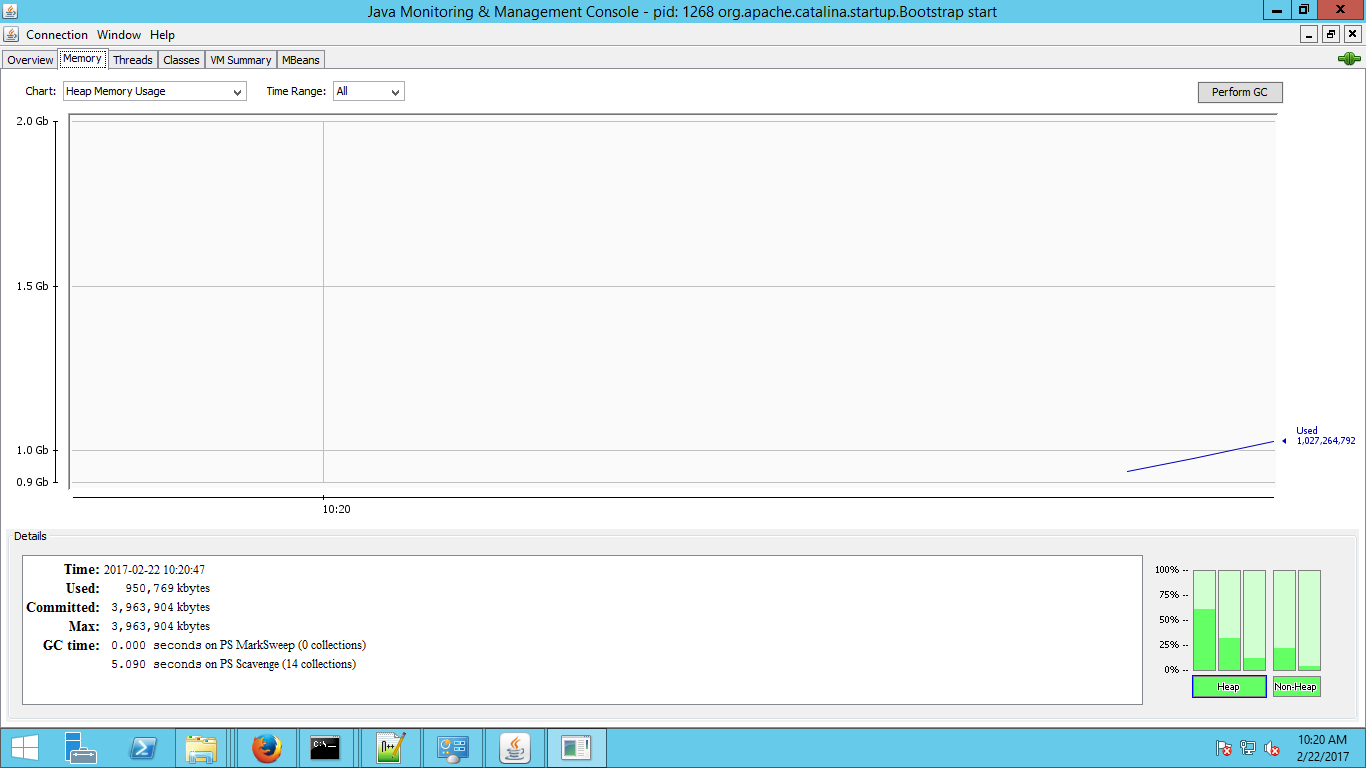 Java Monitoring & Management Console - pid: 1268 org.apache.catalina.startup.Bootstrap start
Connection Window Help
Overview Memory Threads Classes VM Summary MBeans
Chart: Heap Memory Usage Time Range: All Perform GC
2.0 Gb
1.5 Gb
1.0 Gb
0.9 Gb
Used
1,027,264,792
10:20
Details
Time: 2017-02-22 10:20:47
Used: 950,769 kbytes
Committed: 3,963,904 kbytes
Max: 3,963,904 kbytes
GC time: 0.000 seconds on PS MarkSweep (0 collections)
5.090 seconds on PS Scavenge (14 collections)
100% --
75% --
50% --
25% --
0% --
Heap Non-Heap
C:\_
N++
10:20 AM
2/22/2017